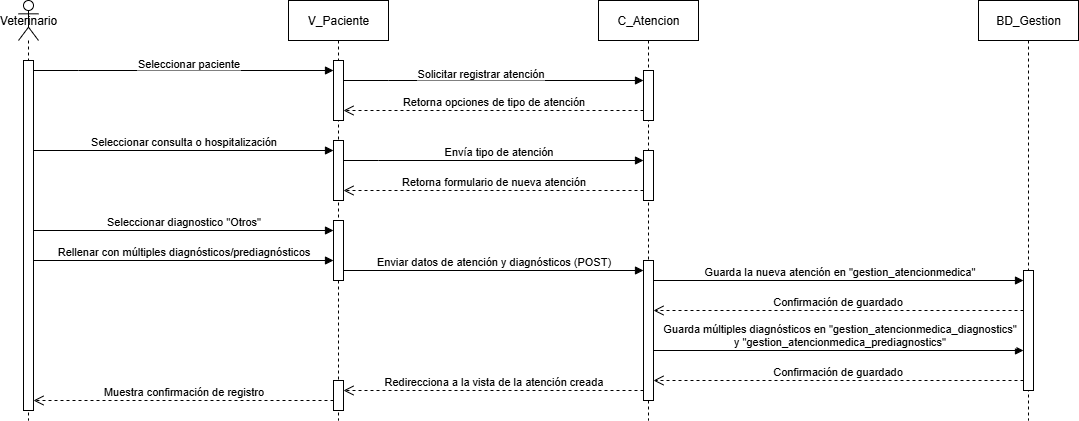 Veterinario
V_Paciente
C_Atencion
BD_Gestion
Seleccionar paciente
Solicitar registrar atención
Retorna opciones de tipo de atención
Seleccionar consulta o hospitalización
Envía tipo de atención
Retorna formulario de nueva atención
Seleccionar diagnostico "Otros"
Rellenar con múltiples diagnósticos/prediagnósticos
Enviar datos de atención y diagnósticos (POST)
Guarda la nueva atención en "gestion_atencionmedica"
Confirmación de guardado
Guarda múltiples diagnósticos en "gestion_atencionmedica_diagnostics"
y "gestion_atencionmedica_prediagnostics"
Confirmación de guardado
Redirecciona a la vista de la atención creada
Muestra confirmación de registro